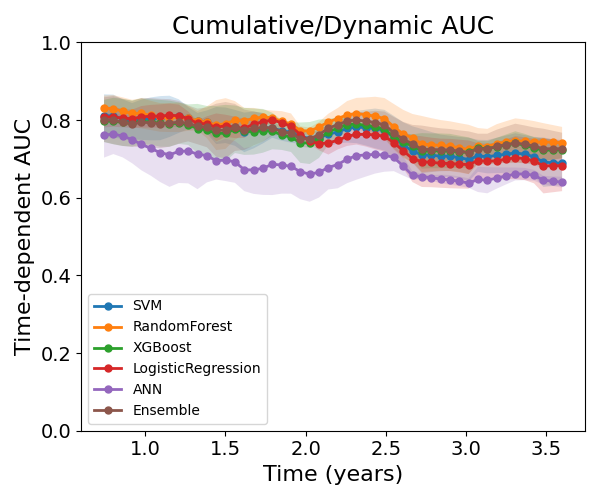 Cumulative/Dynamic AUC
Time-dependent AUC
1.0
0.8
0.6
0.4
0.2
0.0
SVM
RandomForest
XGBoost
LogisticRegression
ANN
Ensemble
1.0 1.5 2.0 2.5 3.0 3.5
Time (years)